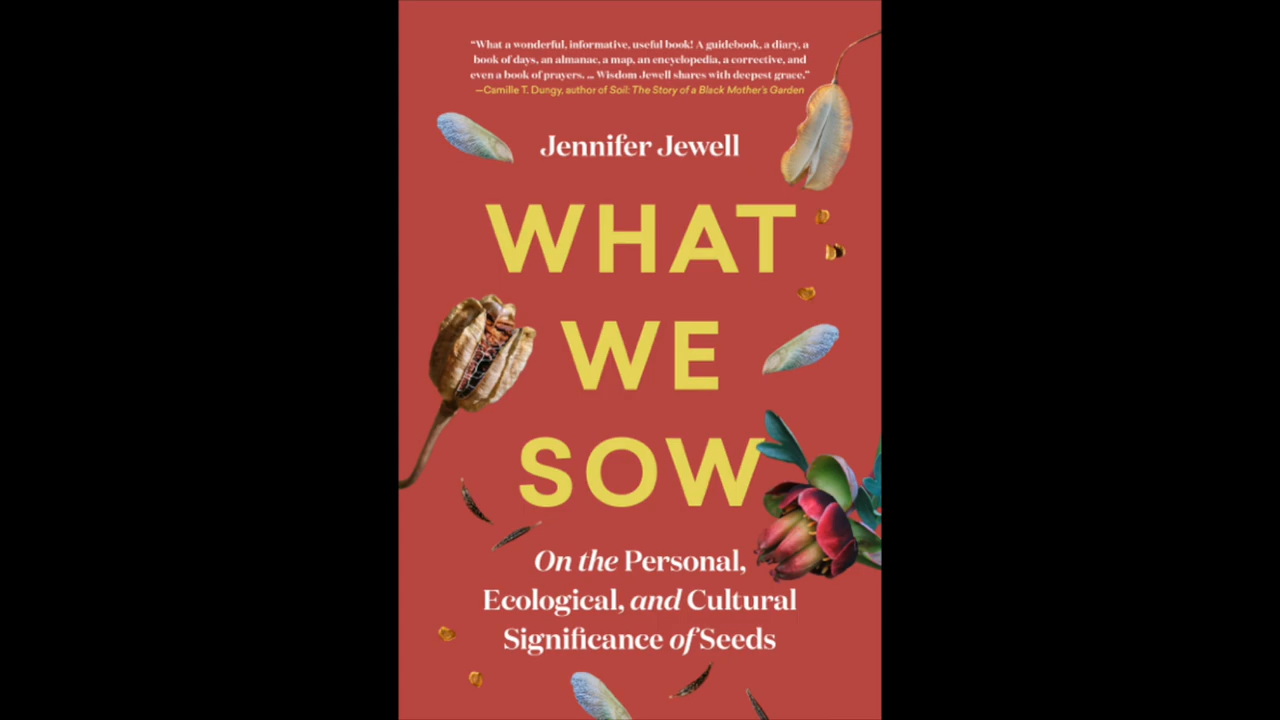 “What a wonderful, informative, useful book! A guidebook, a diary, a
book of days, an almanac, a map, an encyclopedia, a corrective, and
even a book of prayers. ... Wisdom Jewell shares with deepest grace.”
—Camille T. Dungy, author of Soil: The Story of a Black Mother’s Garden
Jennifer Jewell
WHAT
WE
SOW
On the Personal,
Ecological, and Cultural
Significance of Seeds